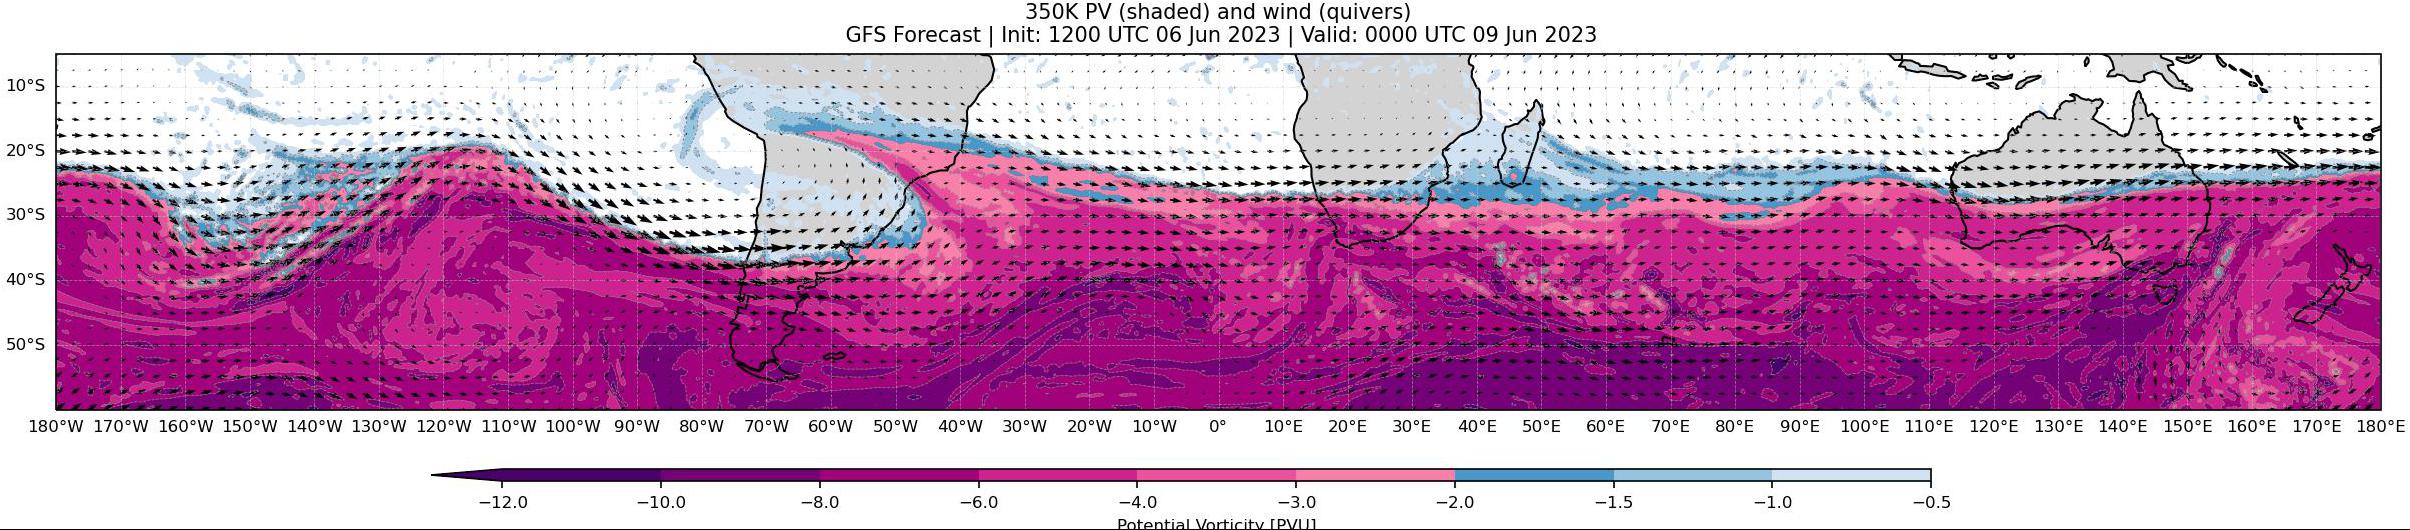 350K PV (shaded) and wind (quivers)
GFS Forecast | Init: 1200 UTC 06 Jun 2023 | Valid: 0000 UTC 09 Jun 2023
10°S
20°S
30°S
40°S
50°S
180°W 170°W 160°W 150°W 140°W 130°W 120°W 110°W 100°W 90°W 80°W 70°W 60°W 50°W 40°W 30°W 20°W 10°W 0° 10°E 20°E 30°E 40°E 50°E 60°E 70°E 80°E 90°E 100°E 110°E 120°E 130°E 140°E 150°E 160°E 170°E 180°E
−12.0 −10.0 −8.0 −6.0 −4.0 −3.0 −2.0 −1.5 −1.0 −0.5
Potential Vorticity [PVU]